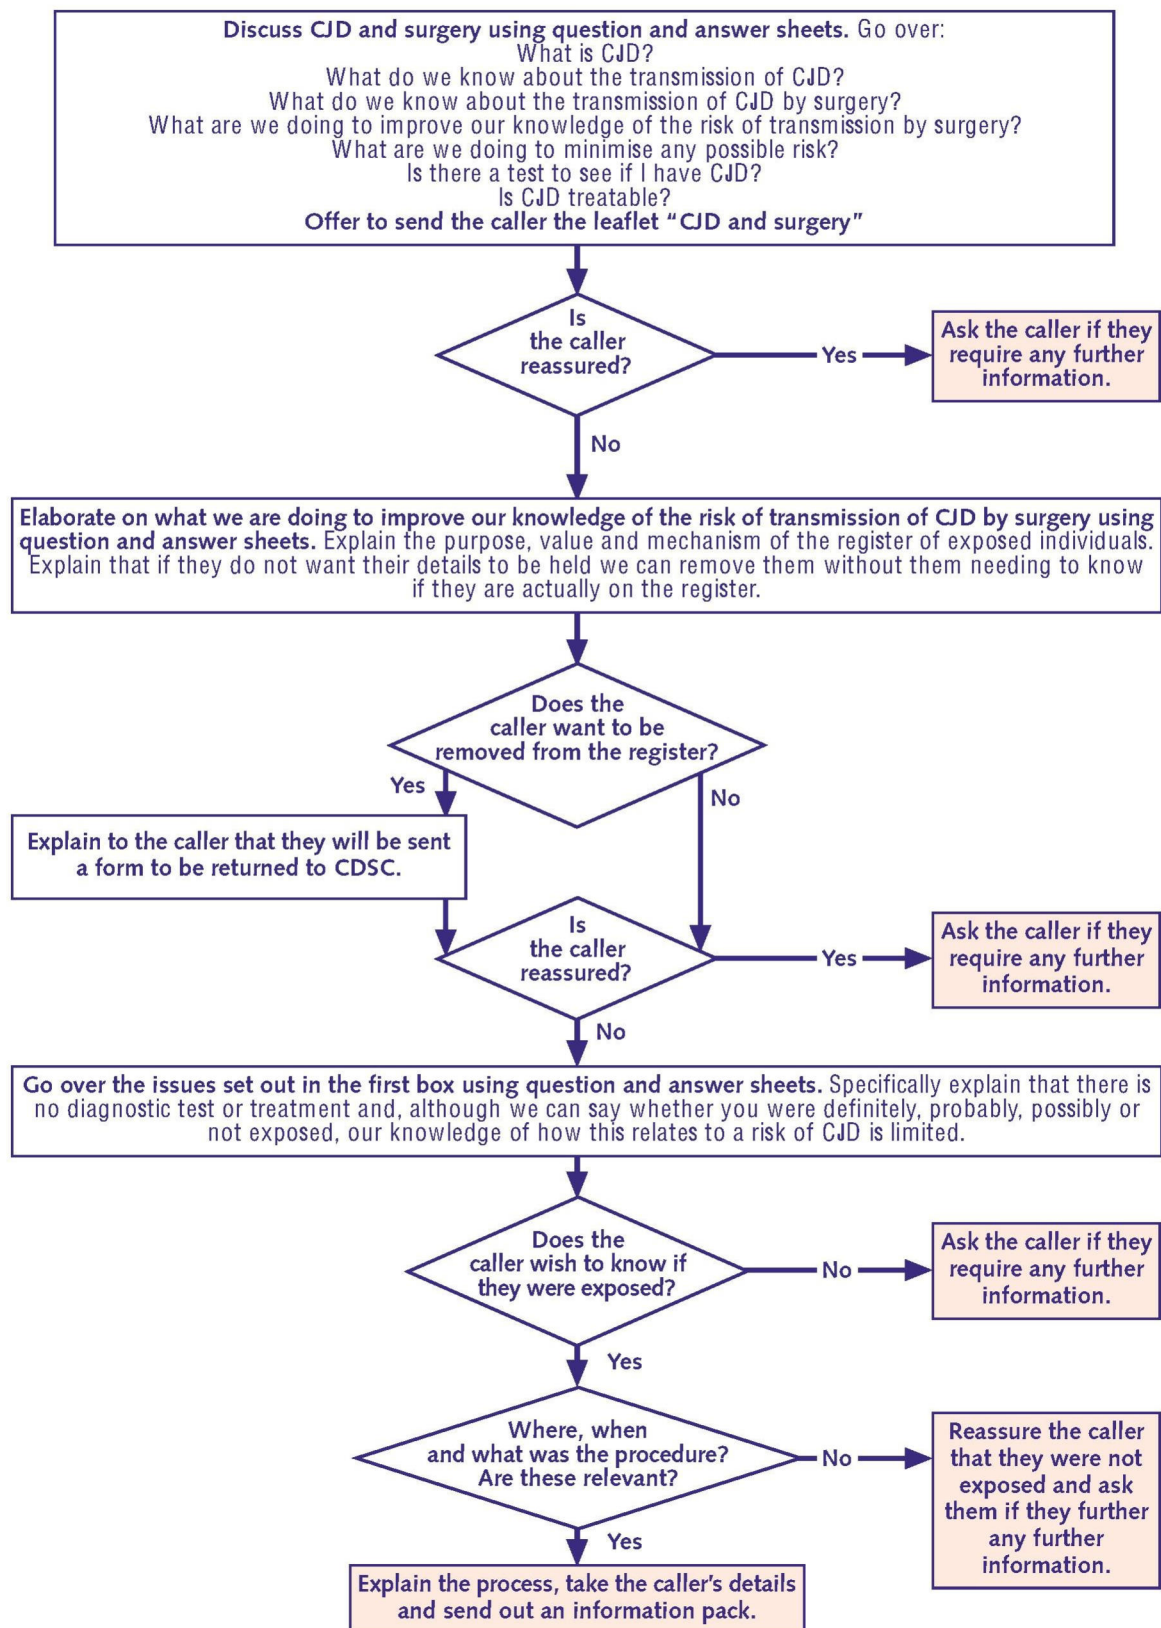 Discuss CJD and surgery using question and answer sheets. Go over:
What is CJD?
What do we know about the transmission of CJD?
What do we know about the transmission of CJD by surgery?
What are we doing to improve our knowledge of the risk of transmission by surgery?
What are we doing to minimise any possible risk?
Is there a test to see if I have CJD?
Is CJD treatable?
Offer to send the caller the leaflet "CJD and surgery"
Is
the caller
reassured?
Yes
Ask the caller if they
require any further
information.
No
Elaborate on what we are doing to improve our knowledge of the risk of transmission of CJD by surgery using
question and answer sheets. Explain the purpose, value and mechanism of the register of exposed individuals.
Explain that if they do not want their details to be held we can remove them without them needing to know
if they are actually on the register.
Does the
caller want to be
removed from the register?
Yes
No
Explain to the caller that they will be sent
a form to be returned to CDSC.
Is
the caller
reassured?
Yes
Ask the caller if they
require any further
information.
No
Go over the issues set out in the first box using question and answer sheets. Specifically explain that there is
no diagnostic test or treatment and, although we can say whether you were definitely, probably, possibly or
not exposed, our knowledge of how this relates to a risk of CJD is limited.
Does the
caller wish to know if
they were exposed?
No
Ask the caller if they
require any further
information.
Yes
Where, when
and what was the procedure?
Are these relevant?
No
Reassure the caller
that they were not
exposed and ask
them if they further
any further
information.
Yes
Explain the process, take the caller's details
and send out an information pack.